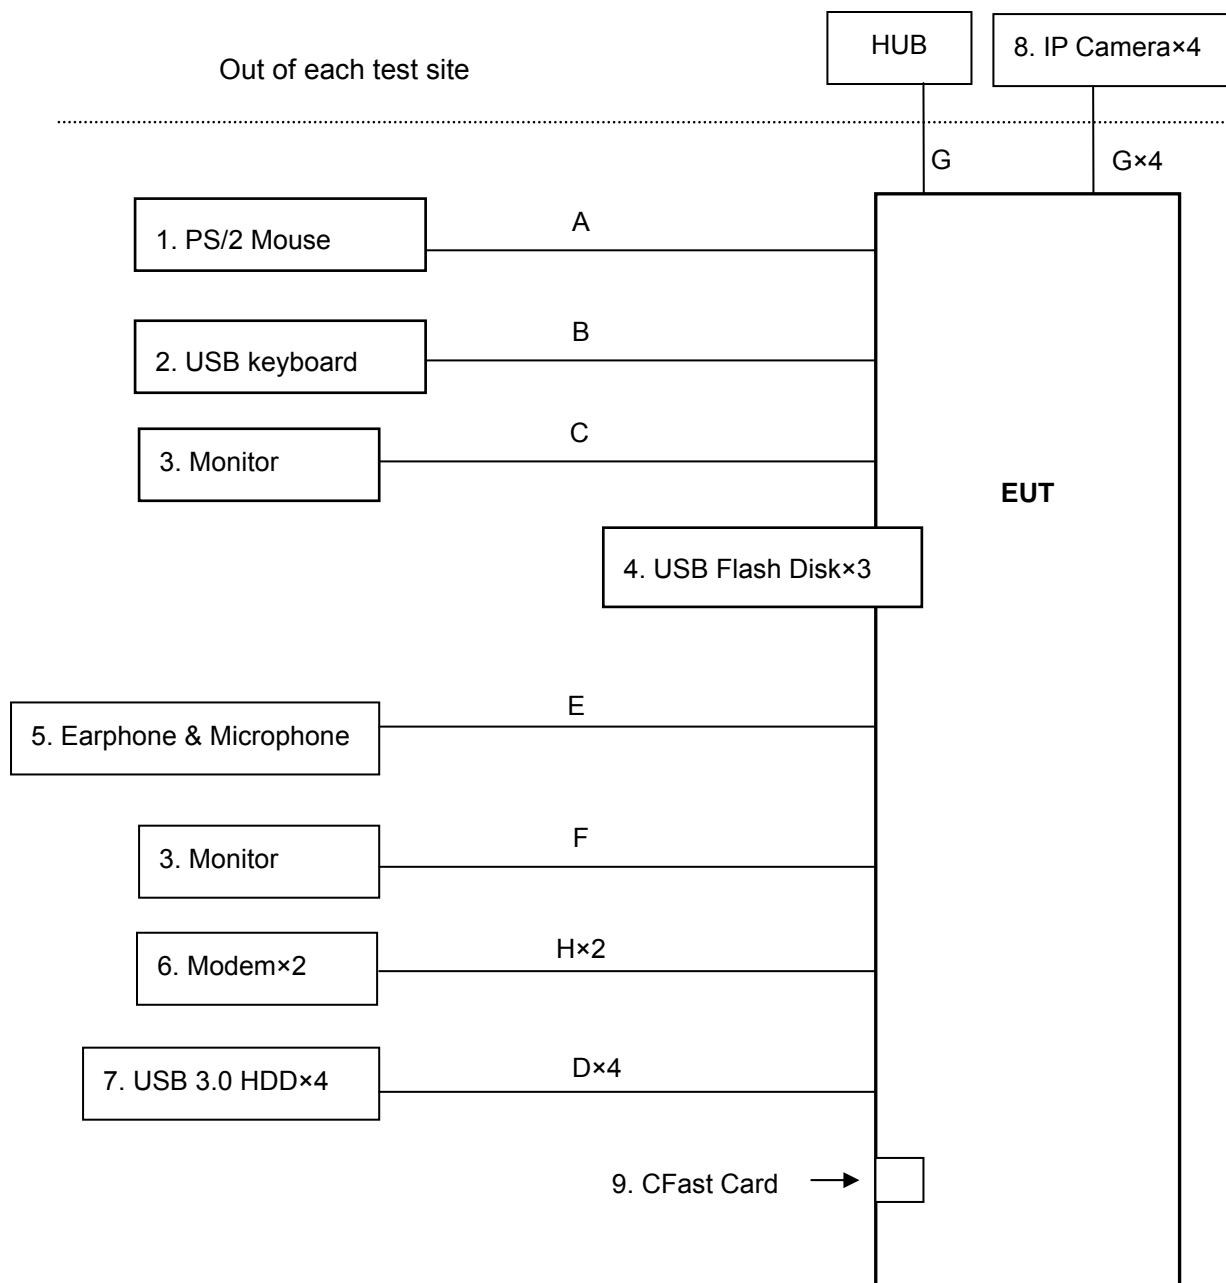 HUB
8. IP Camera×4
Out of each test site
G
G×4
1. PS/2 Mouse
A
2. USB keyboard
B
3. Monitor
C
EUT
4. USB Flash Disk×3
5. Earphone & Microphone
E
3. Monitor
F
6. Modem×2
H×2
7. USB 3.0 HDD×4
D×4
9. CFast Card